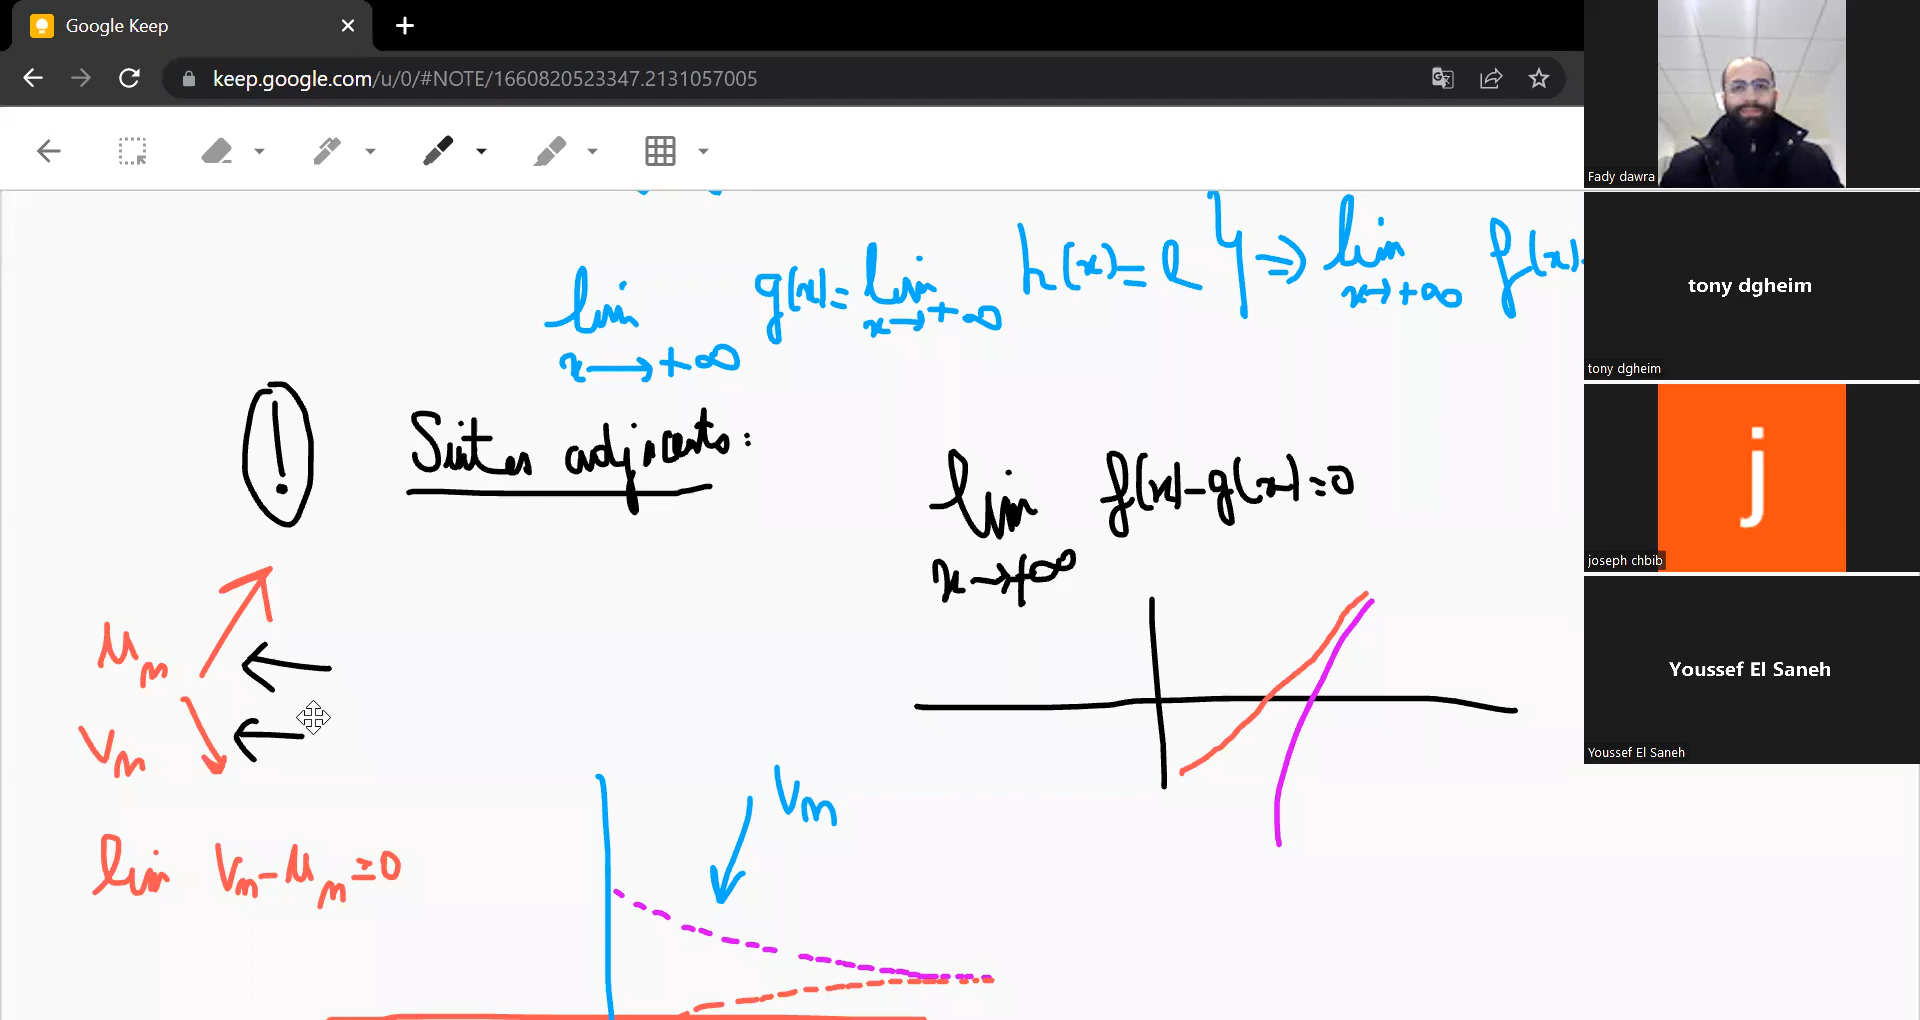 Google Keep
keep.google.com/u/0/#NOTE/1660820523347.2131057005
lim g(x) = lim h(x) = l } ⇒ lim f(x)
x → +∞ x → +∞ x → +∞
! Suites adjacents :
lim f(x) - g(x) = 0
x → +∞
Un
Vn
lim Vn - Un = 0
Vn
Fady dawra
tony dgheim
tony dgheim
j
joseph chbib
Youssef El Saneh
Youssef El Saneh